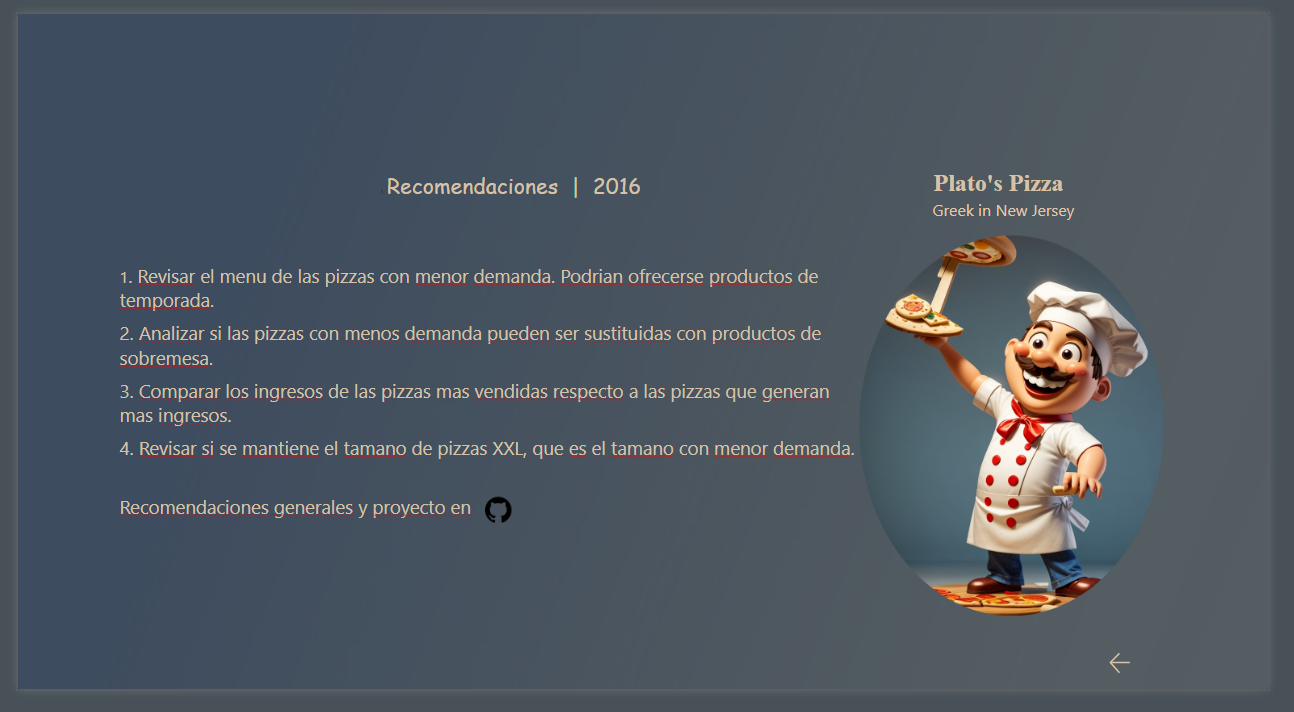 Recomendaciones | 2016
Plato's Pizza
Greek in New Jersey
1. Revisar el menu de las pizzas con menor demanda. Podrian ofrecerse productos de
temporada.
2. Analizar si las pizzas con menos demanda pueden ser sustituidas con productos de
sobremesa.
3. Comparar los ingresos de las pizzas mas vendidas respecto a las pizzas que generan
mas ingresos.
4. Revisar si se mantiene el tamano de pizzas XXL, que es el tamano con menor demanda.
Recomendaciones generales y proyecto en